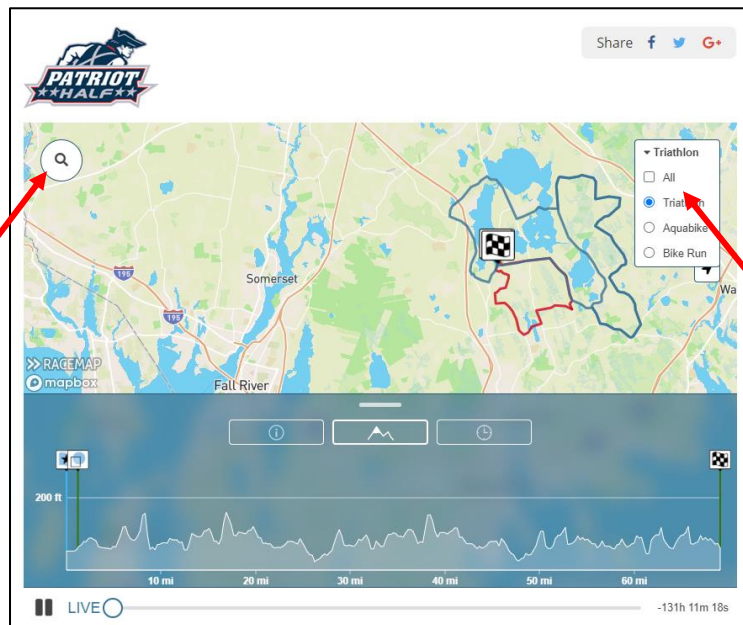 PATRIOT
HALF
Share f G+
Triathlon
All
Aquabike
Bike Run
195
Somerset
195
RACEMAP
mapbox
Fall River
200 ft
10 mi 20 mi 30 mi 40 mi 50 mi 60 mi
LIVE -131h 11m 18s